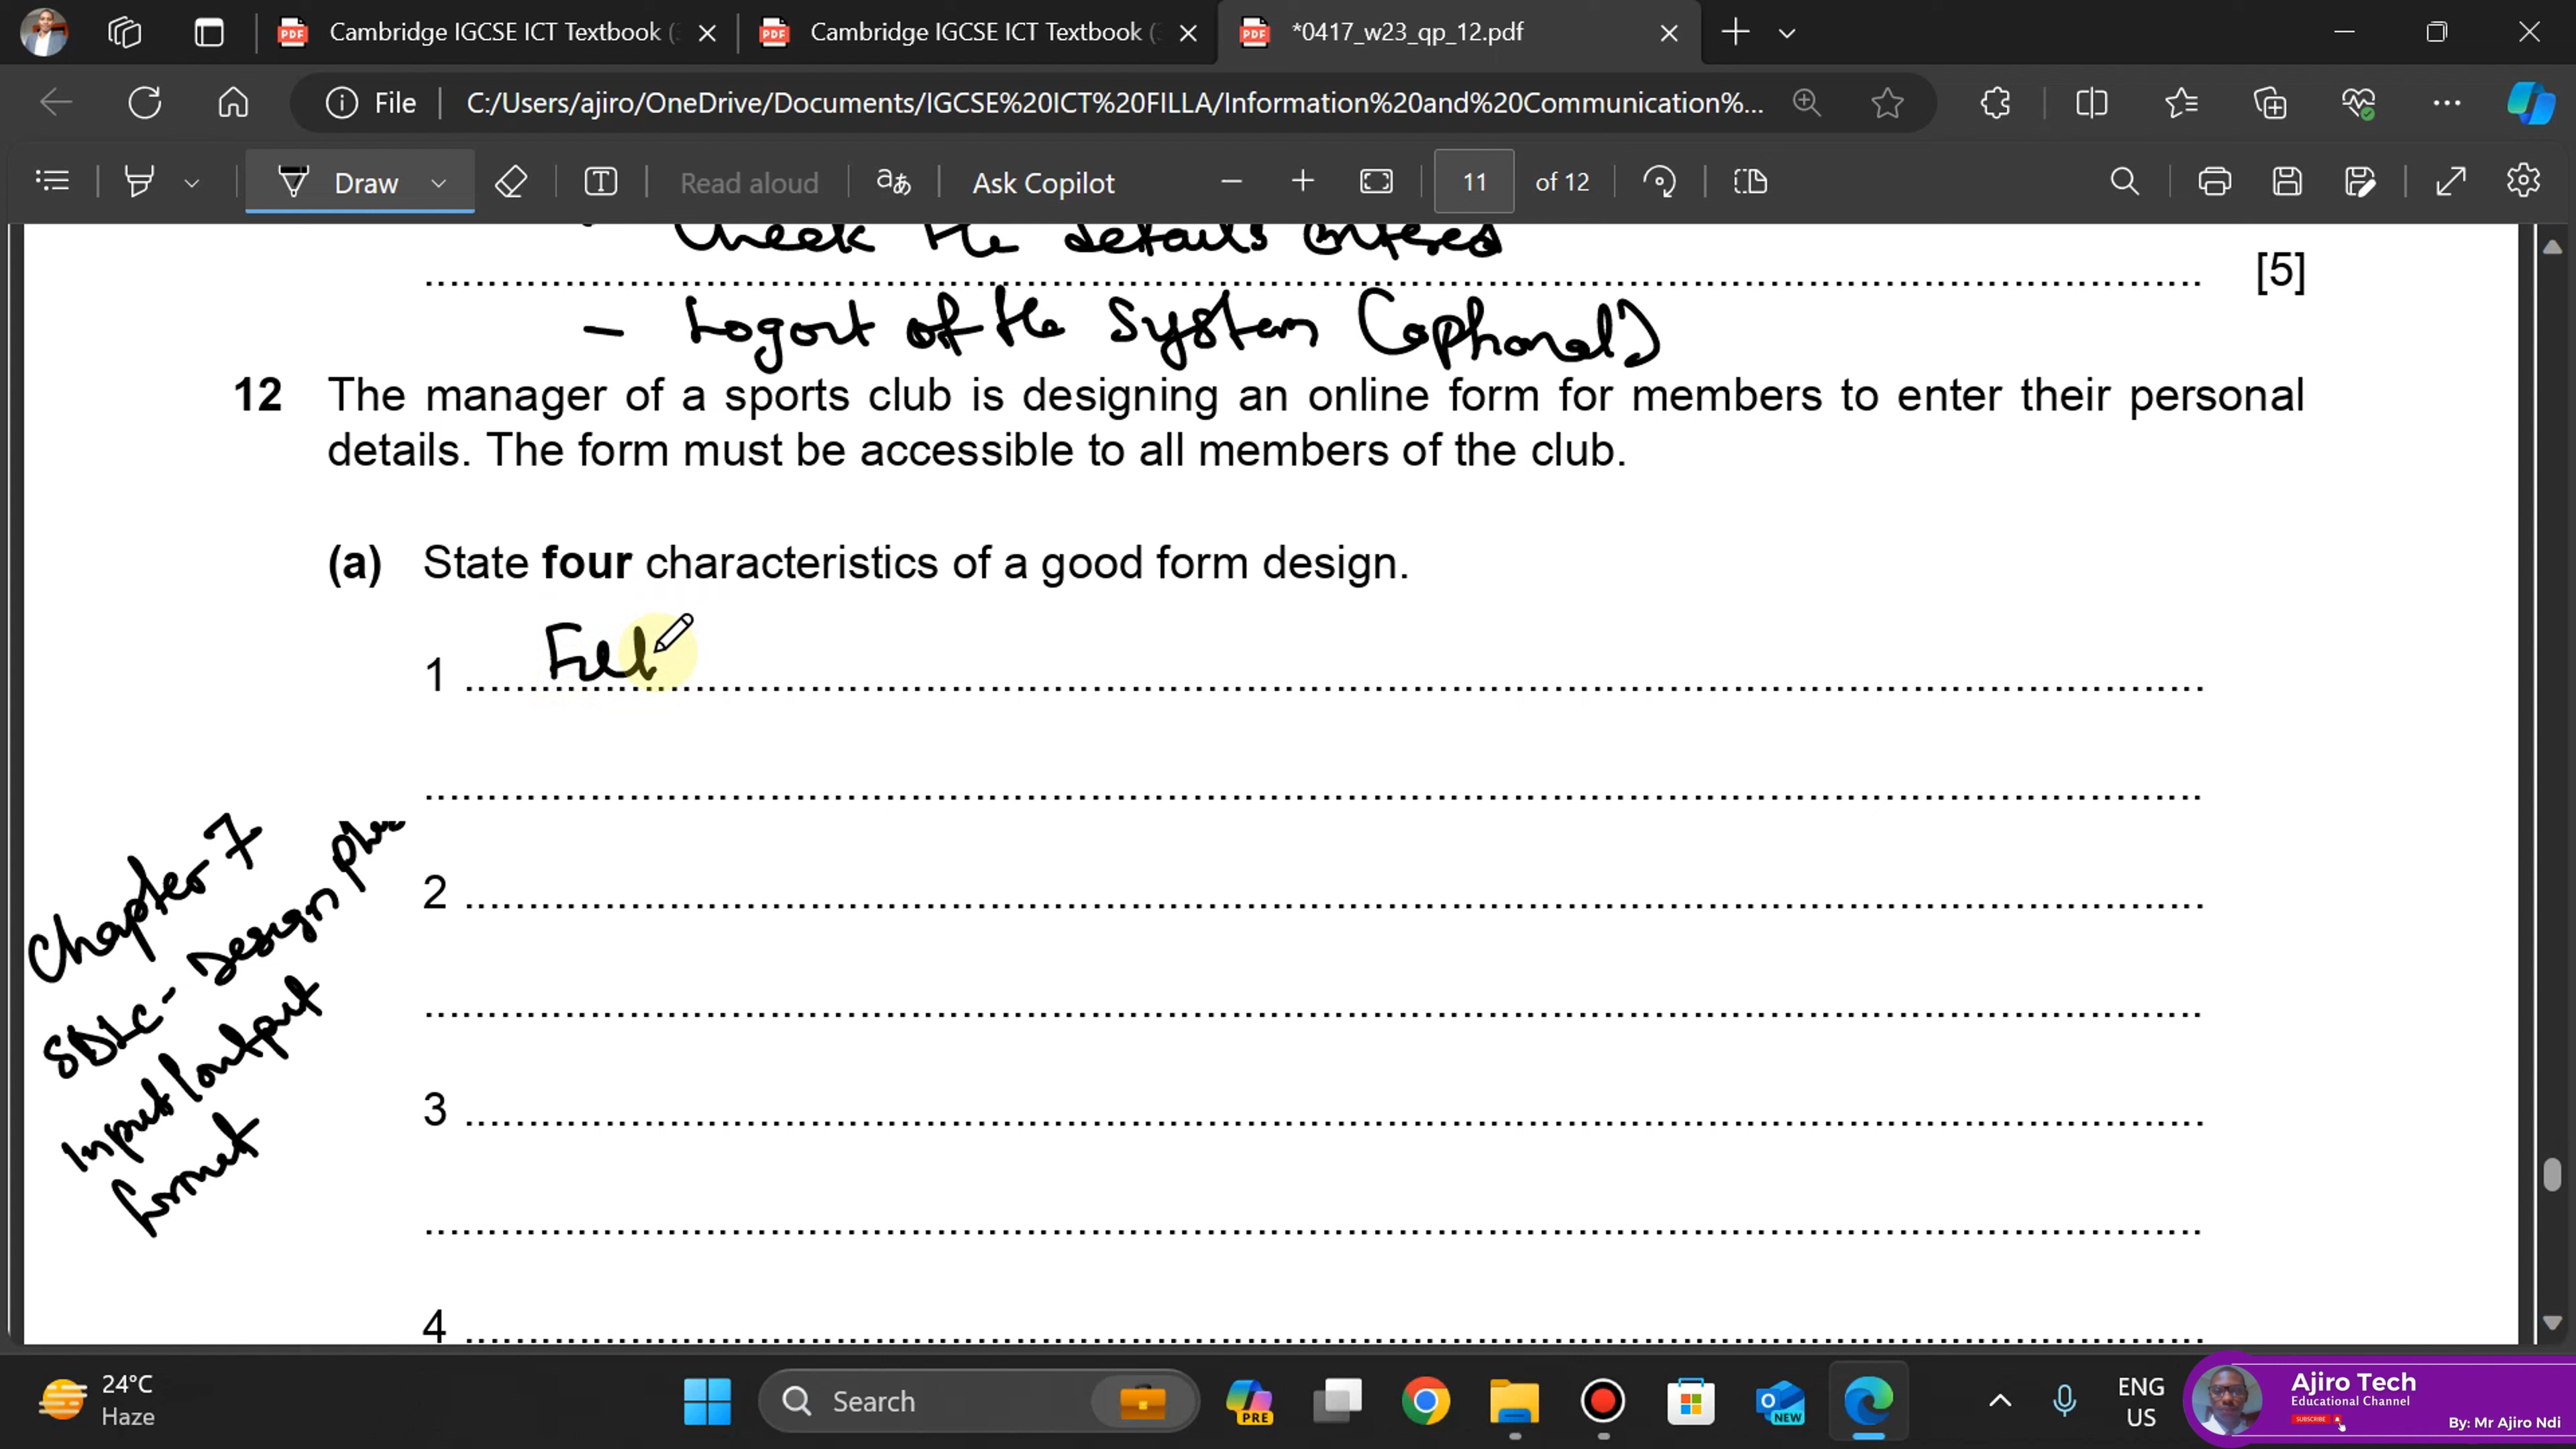 Cambridge IGCSE ICT Textbook (
Cambridge IGCSE ICT Textbook (
*0417_w23_qp_12.pdf
File
C:/Users/ajiro/OneDrive/Documents/IGCSE%20ICT%20FILLA/Information%20and%20Communication%...
Draw
Read aloud
Ask Copilot
11 of 12
Check the details entered
[5]
- Logout of the System (optional)
12 The manager of a sports club is designing an online form for members to enter their personal
details. The form must be accessible to all members of the club.
(a) State four characteristics of a good form design.
1
2
3
4
Chapter 7
SDLC - Design
Input/output
format
24°C
Haze
Search
PRE
NEW
ENG
US
Ajiro Tech
Educational Channel
SUBSCRIBE
By: Mr Ajiro Ndi